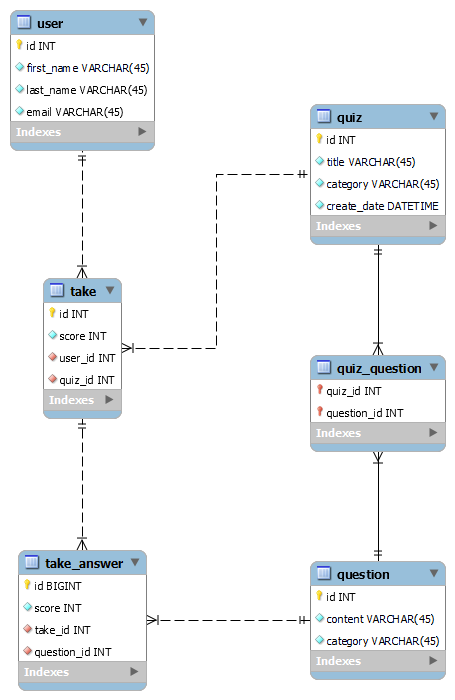 user
id INT
first_name VARCHAR(45)
last_name VARCHAR(45)
email VARCHAR(45)
Indexes
quiz
id INT
title VARCHAR(45)
category VARCHAR(45)
create_date DATETIME
Indexes
take
id INT
score INT
user_id INT
quiz_id INT
Indexes
quiz_question
quiz_id INT
question_id INT
Indexes
take_answer
id BIGINT
score INT
take_id INT
question_id INT
Indexes
question
id INT
content VARCHAR(45)
category VARCHAR(45)
Indexes